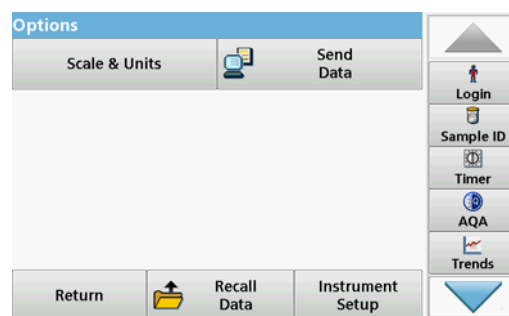 Options
Scale & Units
Send
Data
Login
Sample ID
Timer
AQA
Trends
Return
Recall
Data
Instrument
Setup